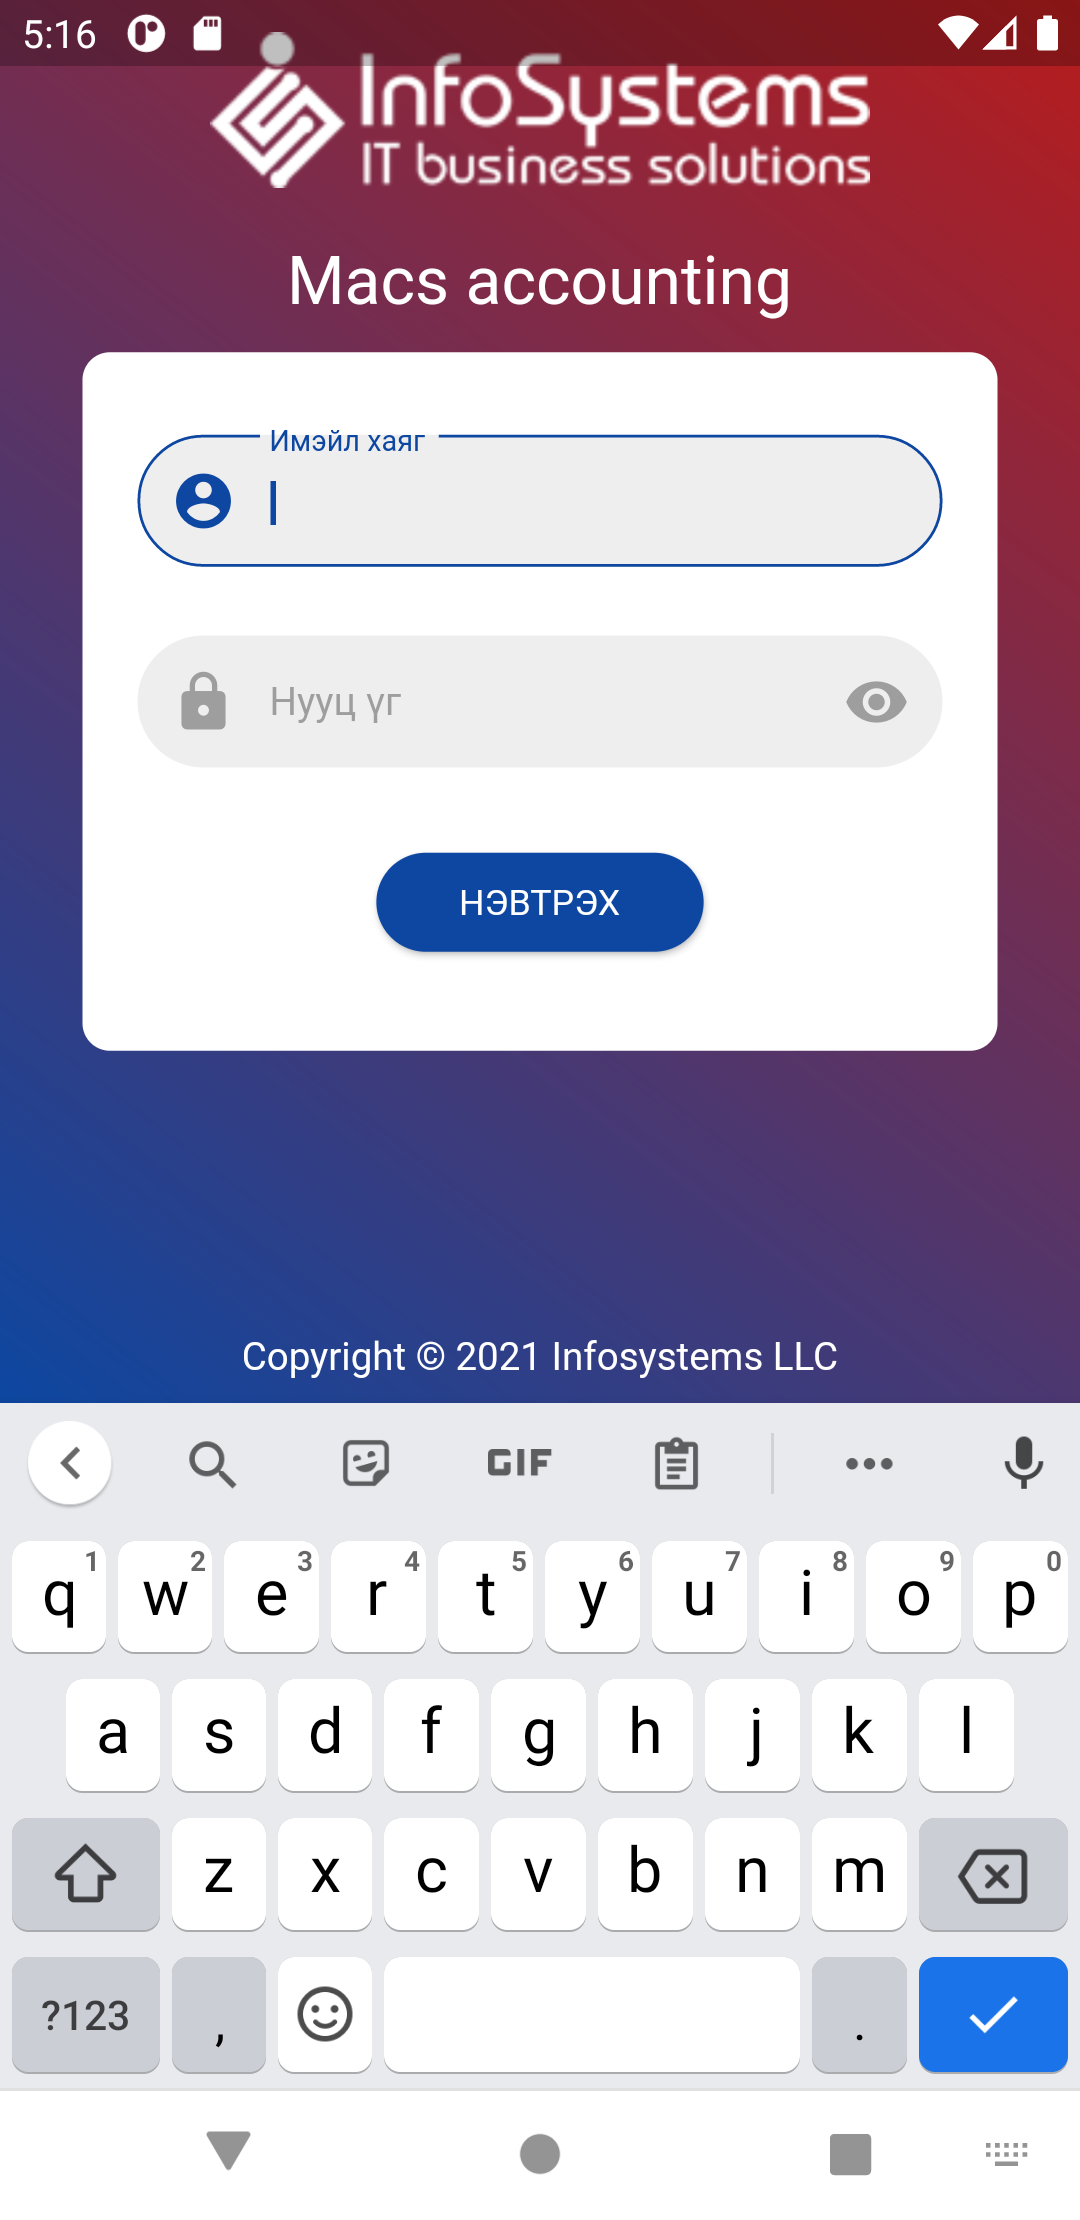 5:16
InfoSystems
IT business solutions
Macs accounting
Имэйл хаяг
Нууц үг
НЭВТРЭХ
Copyright © 2021 Infosystems LLC
GIF
1 2 3 4 5 6 7 8 9 0
q w e r t y u i o p
a s d f g h j k l
z x c v b n m
?123 , .